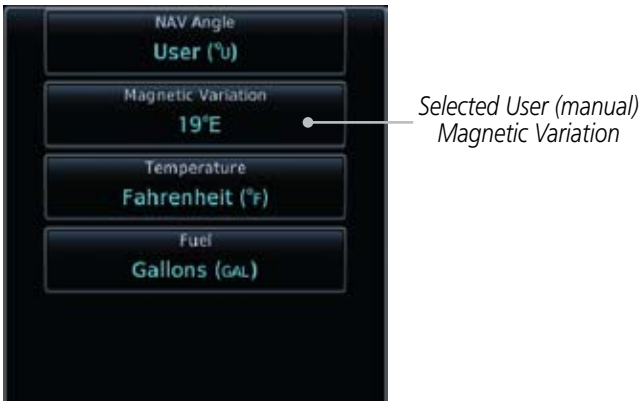 NAV Angle
User (°U)
Magnetic Variation
19°E
Selected User (manual)
Magnetic Variation
Temperature
Fahrenheit (°F)
Fuel
Gallons (GAL)